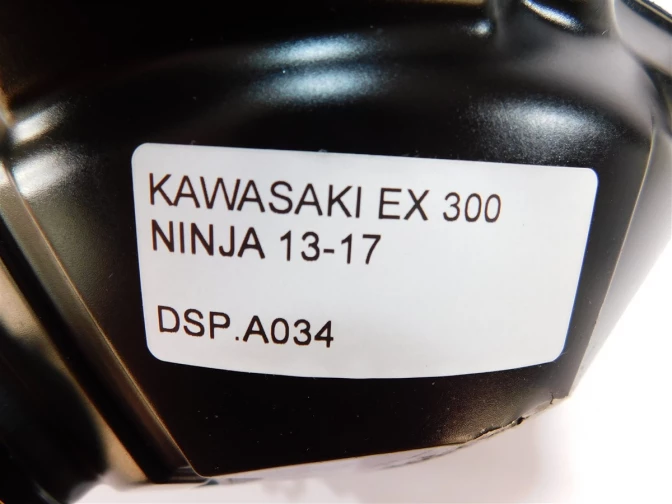 KAWASAKI EX 300
NINJA 13-17
DSP.A034